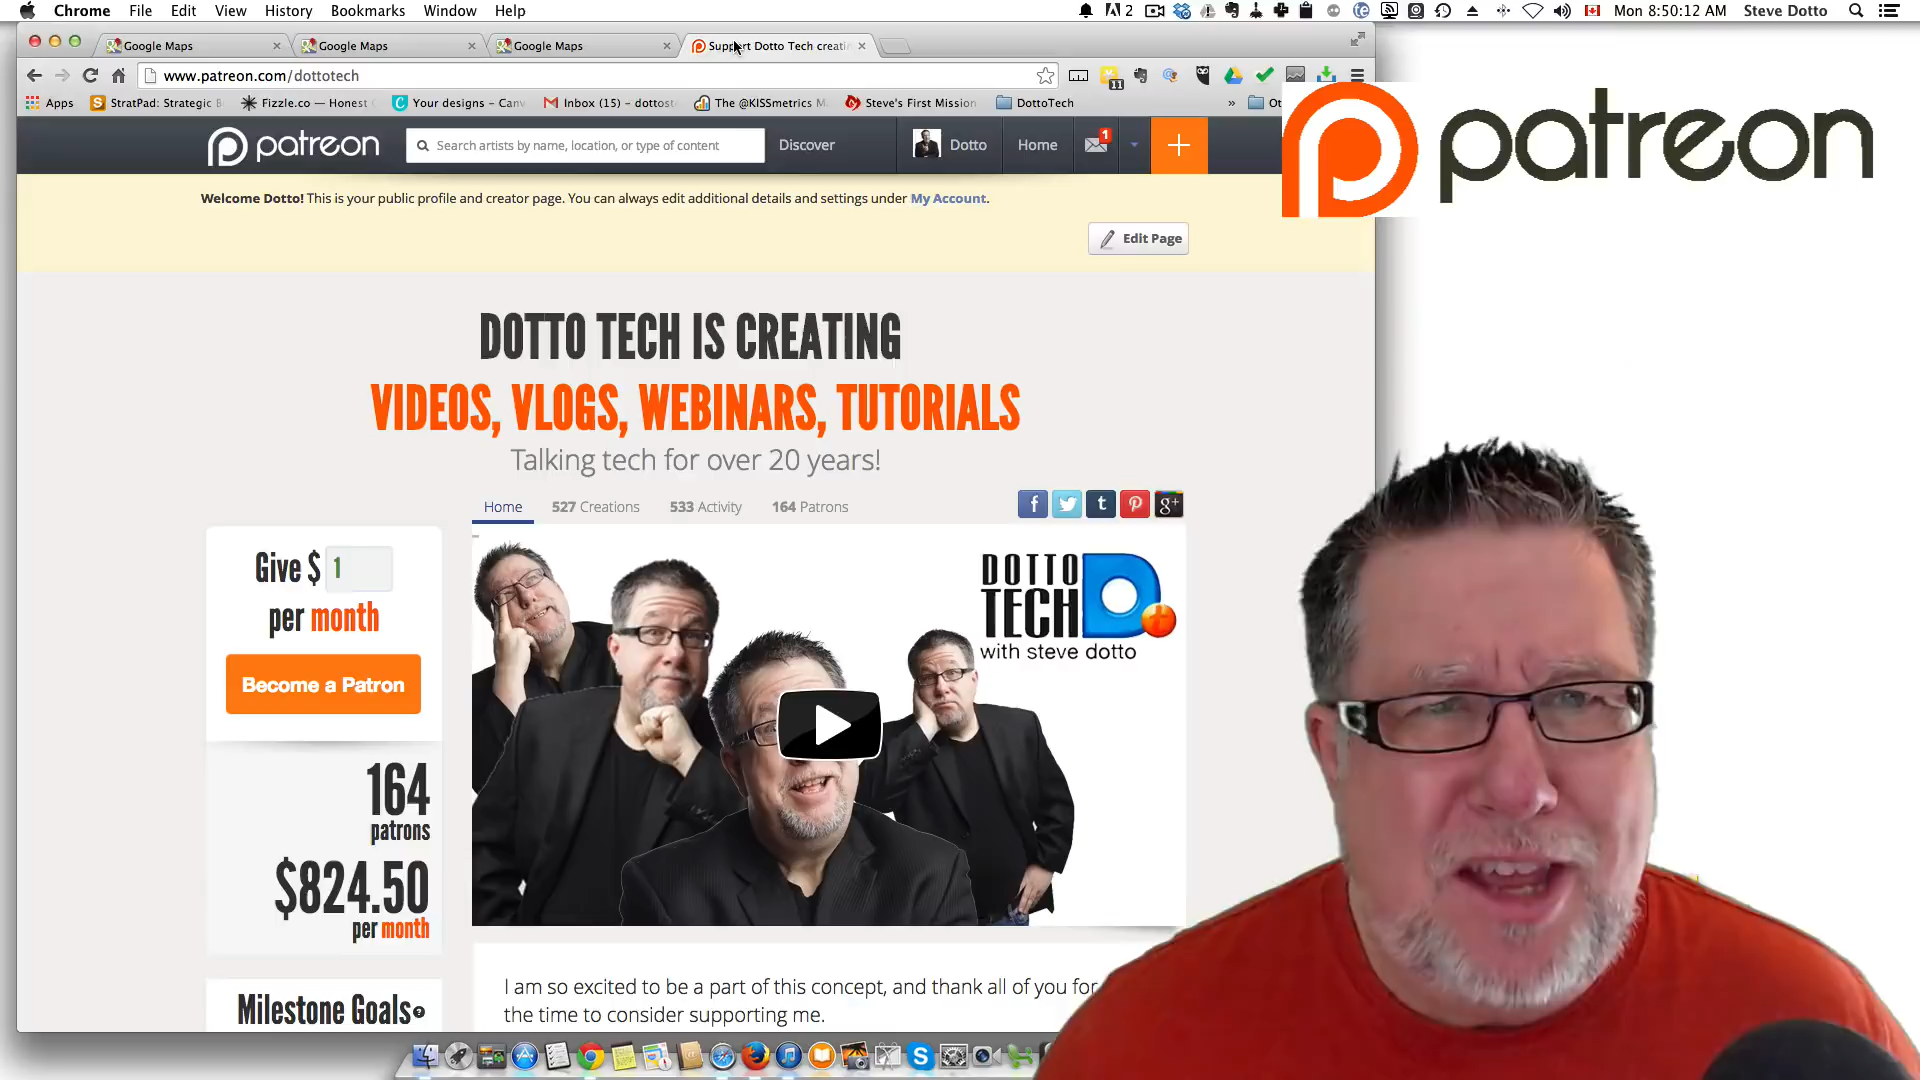 Chrome File Edit View History Bookmarks Window Help 2 Mon 8:50:12 AM Steve Dotto
Google Maps Google Maps Google Maps Support Dotto Tech creati
www.patreon.com/dottotech 11
Apps StratPad: Strategic Fizzle.co — Honest Your designs – Can Inbox (15) – dottost The @KISSmetrics M Steve's First Mission DottoTech » Ot
patreon Search artists by name, location, or type of content Discover Dotto Home 1 +
patreon
Welcome Dotto! This is your public profile and creator page. You can always edit additional details and settings under My Account.
Edit Page
DOTTO TECH IS CREATING
VIDEOS, VLOGS, WEBINARS, TUTORIALS
Talking tech for over 20 years!
Home 527 Creations 533 Activity 164 Patrons f t g+
Give $ 1
per month
Become a Patron
164
patrons
$824.50
per month
Milestone Goals
DOTTO
TECH
with steve dotto
I am so excited to be a part of this concept, and thank all of you for
the time to consider supporting me.